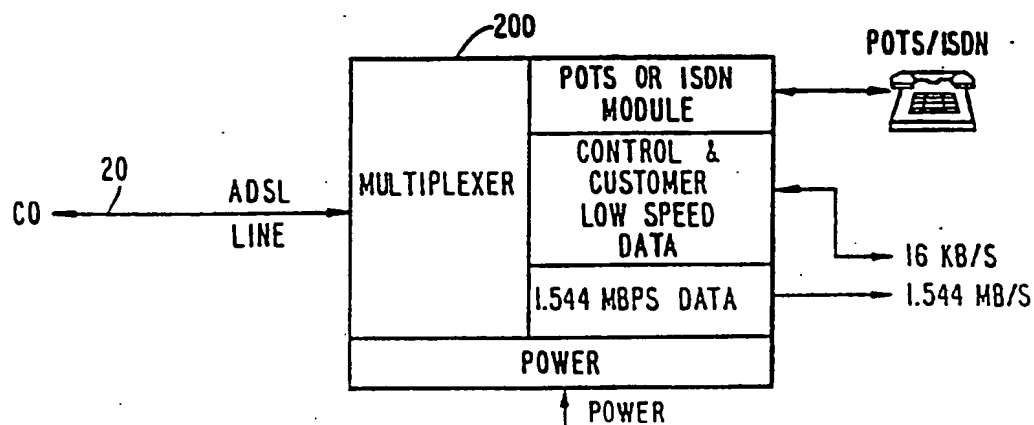 200
POTS/ISDN
POTS OR ISDN
MODULE
20
CO
ADSL
LINE
MULTIPLEXER
CONTROL &
CUSTOMER
LOW SPEED
DATA
16 KB/S
1.544 MBPS DATA
1.544 MB/S
POWER
POWER